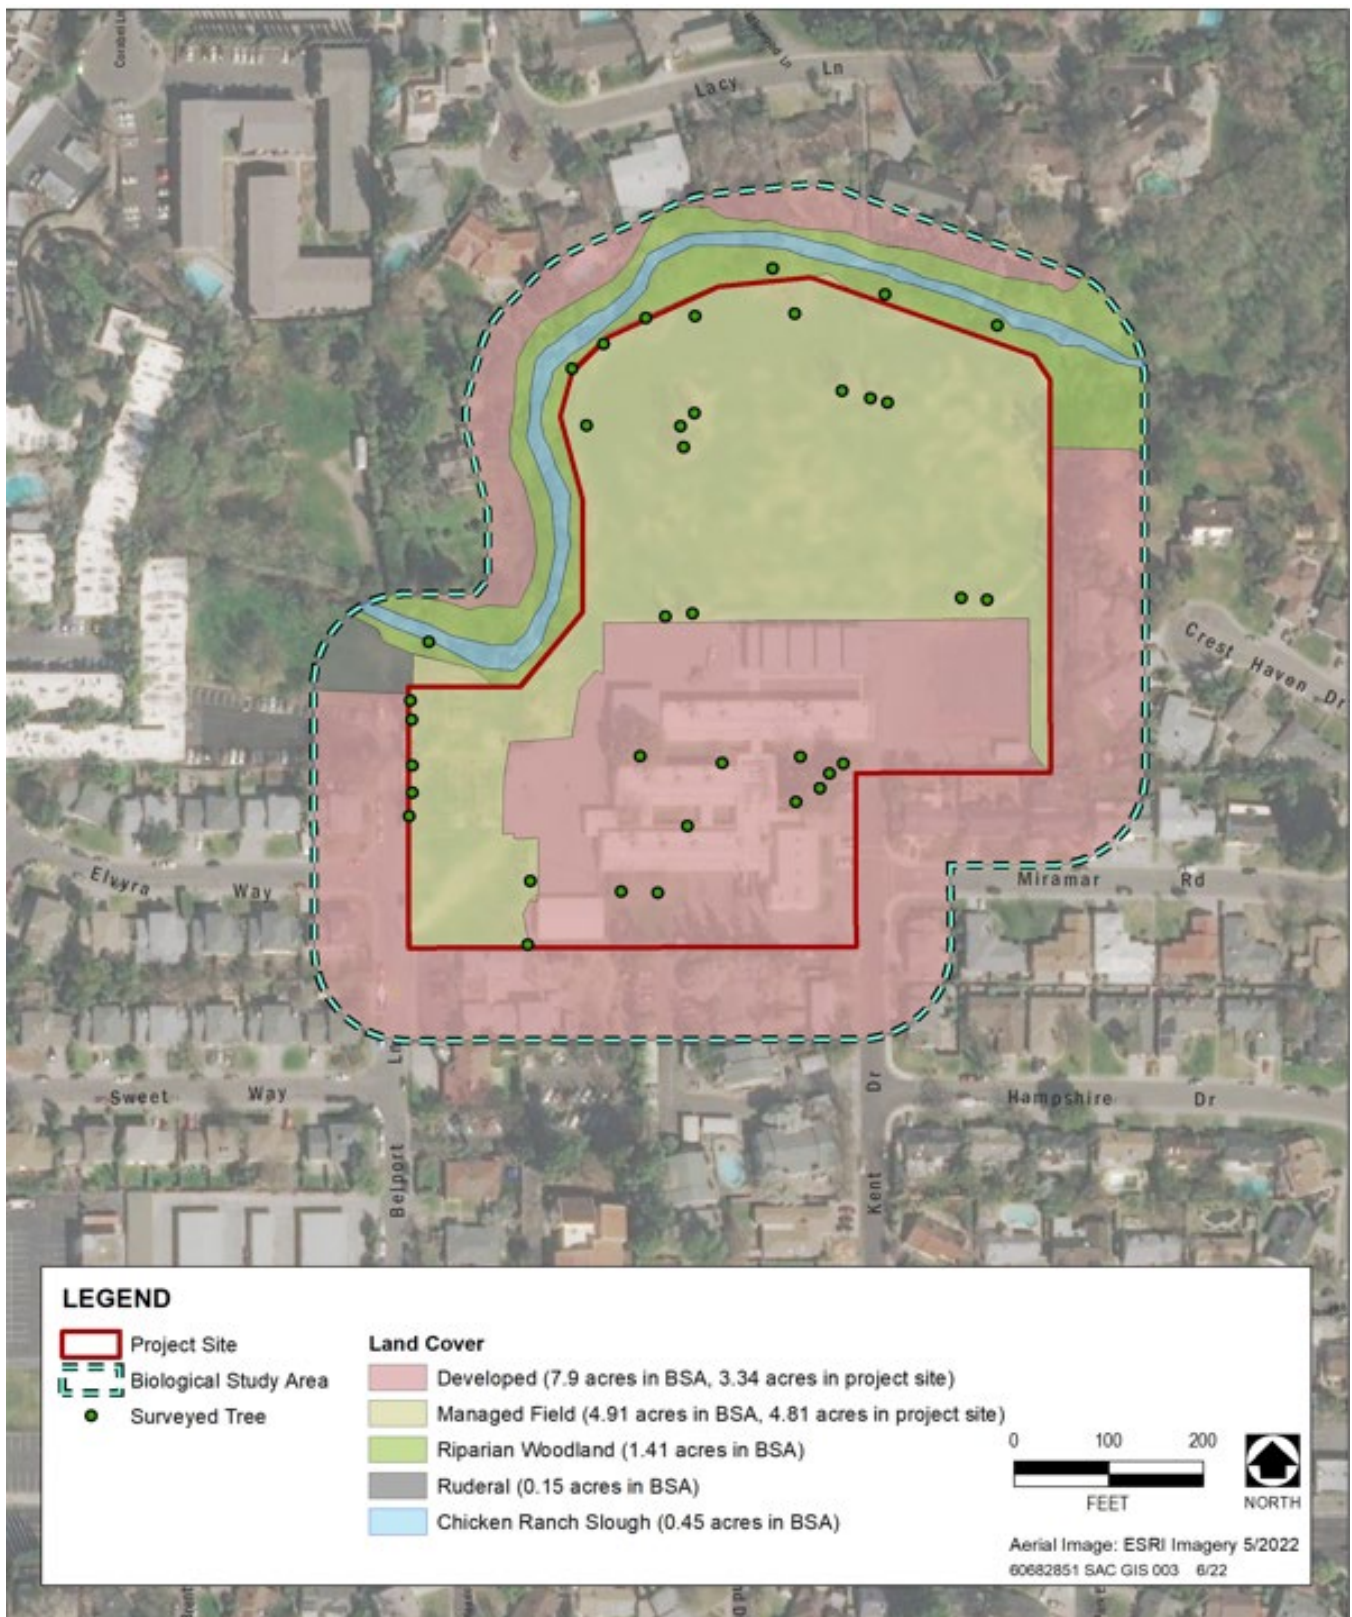 Corabel Ln
Millwood Ln
Lacy Ln
Crest Haven Dr
Elvyra Way
Miramar Rd
Sweet Way
Belport Ln
Kent Dr
Hampshire Dr
LEGEND
Project Site
Biological Study Area
Surveyed Tree
Land Cover
Developed (7.9 acres in BSA, 3.34 acres in project site)
Managed Field (4.91 acres in BSA, 4.81 acres in project site)
Riparian Woodland (1.41 acres in BSA)
Ruderal (0.15 acres in BSA)
Chicken Ranch Slough (0.45 acres in BSA)
0 100 200
FEET
NORTH
Aerial Image: ESRI Imagery 5/2022
60682851 SAC GIS 003 6/22